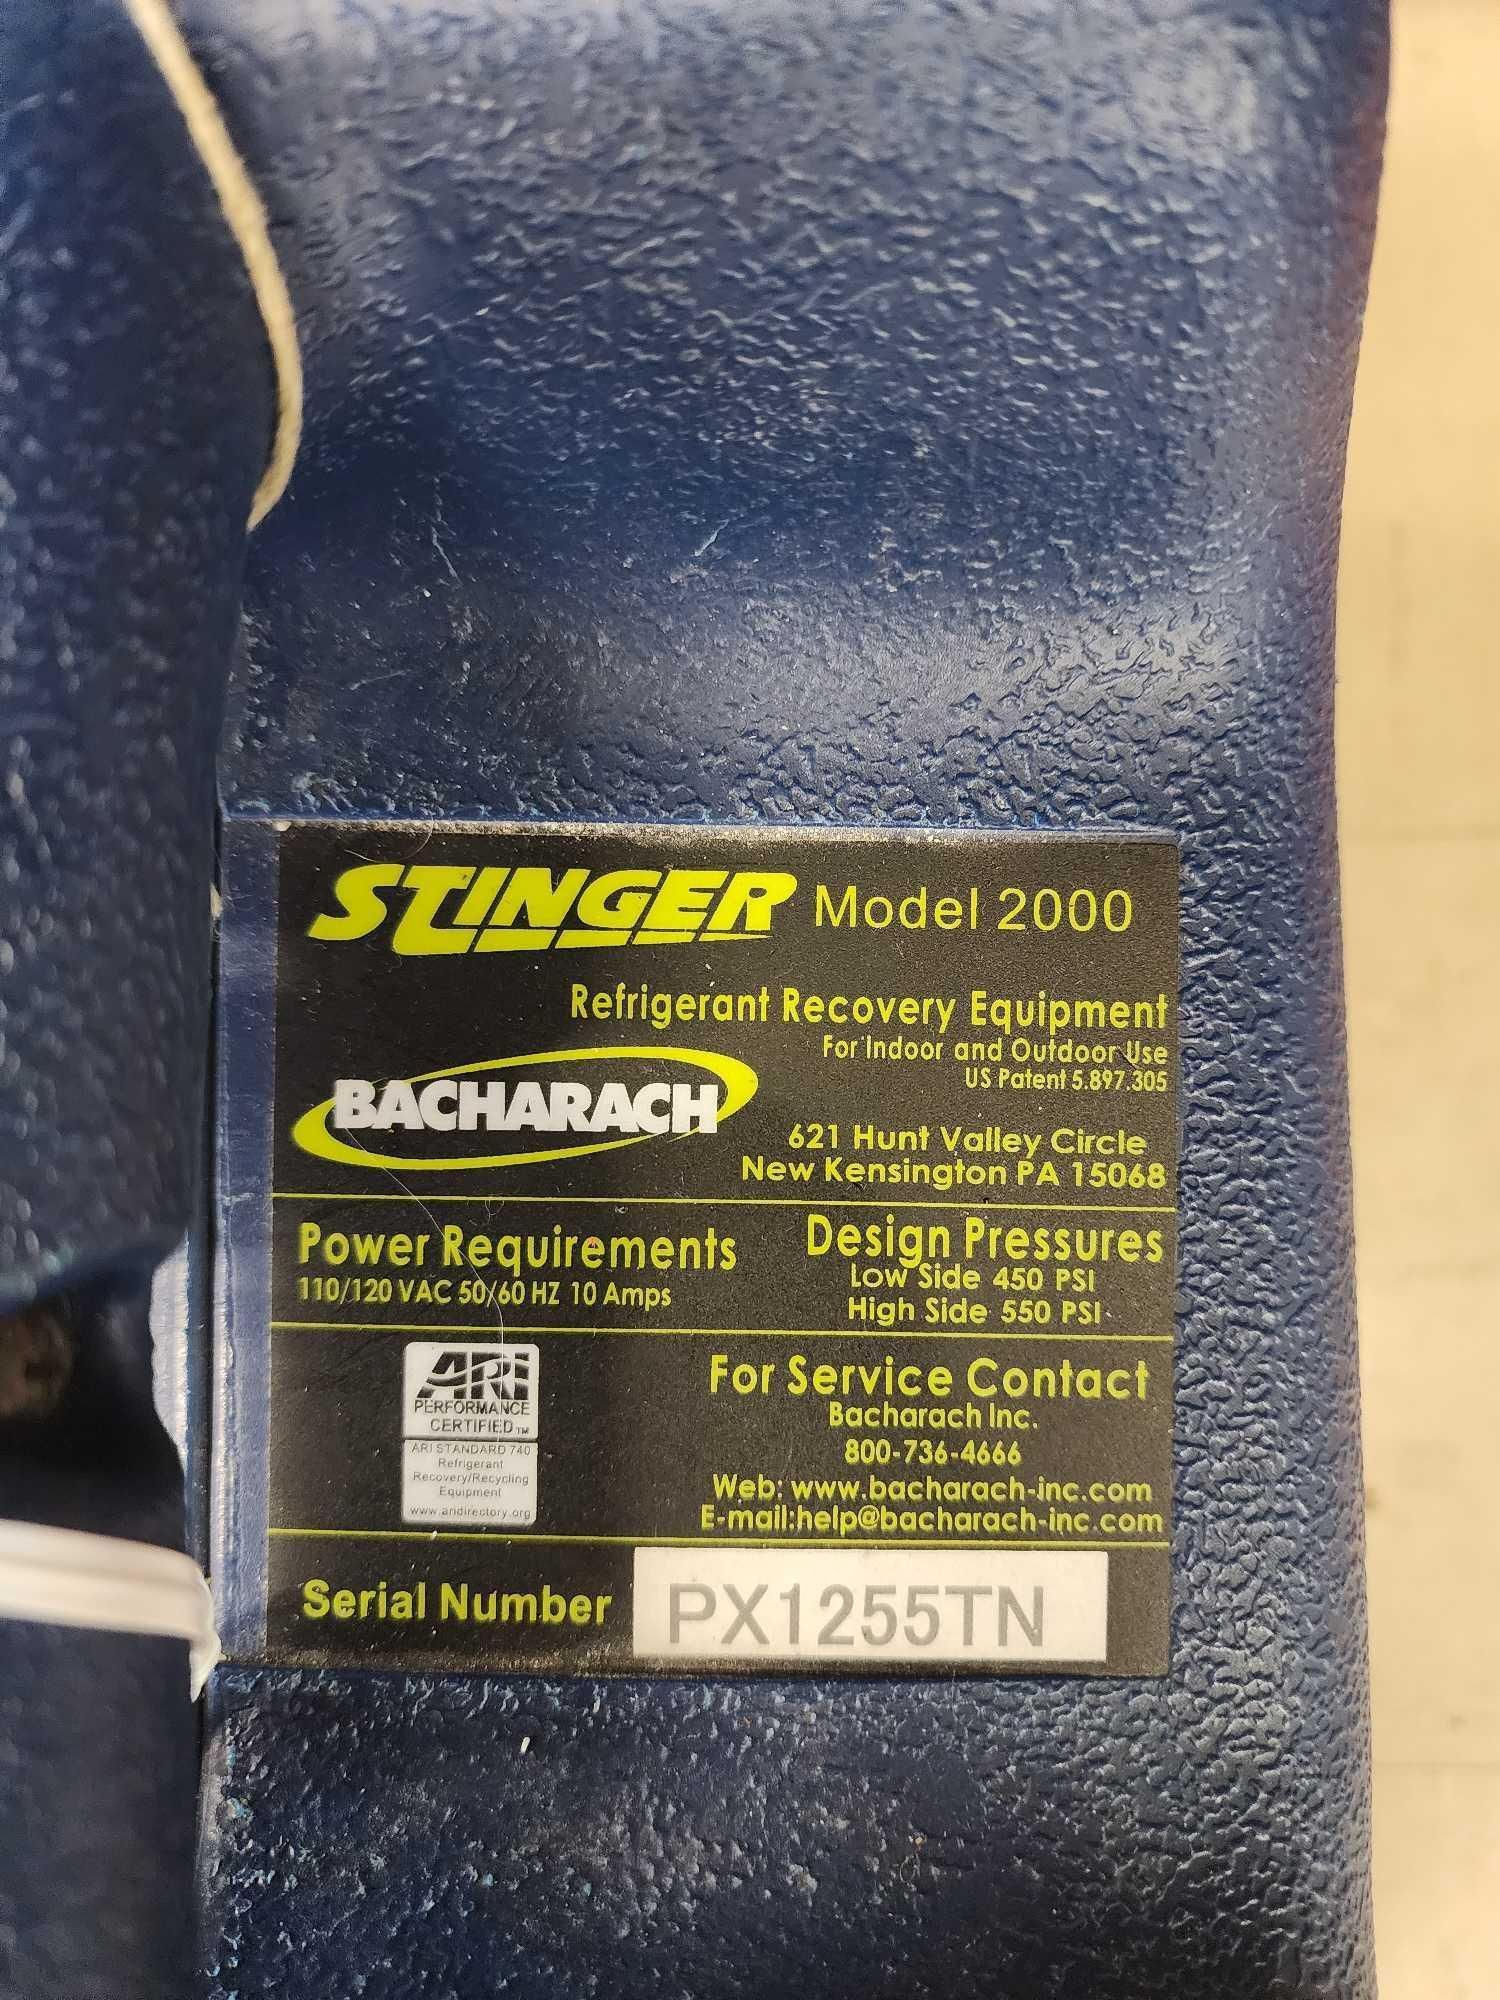 STINGER Model 2000
Refrigerant Recovery Equipment
For Indoor and Outdoor Use
US Patent 5.897.305
BACHARACH
621 Hunt Valley Circle
New Kensington PA 15068
Power Requirements
110/120 VAC 50/60 HZ 10 Amps
Design Pressures
Low Side 450 PSI
High Side 550 PSI
ARI
PERFORMANCE
CERTIFIED™
ARI STANDARD 740
Refrigerant
Recovery/Recycling
Equipment
www.aridirectory.org
For Service Contact
Bacharach Inc.
800-736-4666
Web: www.bacharach-inc.com
E-mail:help@bacharach-inc.com
Serial Number PX1255TN